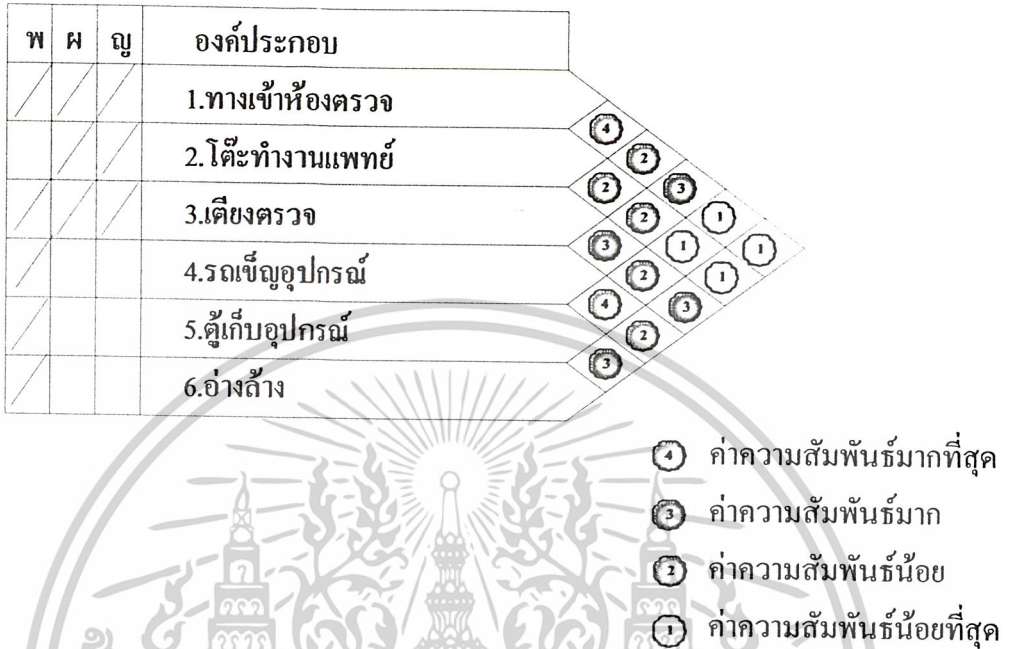 พ ผ ญ องค์ประกอบ
1.ทางเข้าห้องตรวจ
4
2
2.โต๊ะทำงานแพทย์
2 3
2 1
3.เตียงตรวจ
3 1 1
2 1
4.รถเข็ญอุปกรณ์
4 3
2
5.ตู้เก็บอุปกรณ์
3
6.อ่างล้าง
4 ค่าความสัมพันธ์มากที่สุด
3 ค่าความสัมพันธ์มาก
2 ค่าความสัมพันธ์น้อย
1 ค่าความสัมพันธ์น้อยที่สุด